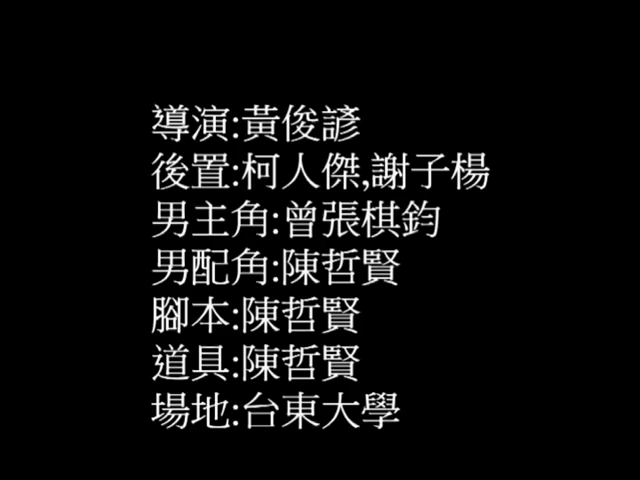 導演:黃俊諺
後置:柯人傑,謝子楊
男主角:曾張棋鈞
男配角:陳哲賢
腳本:陳哲賢
道具:陳哲賢
場地:台東大學